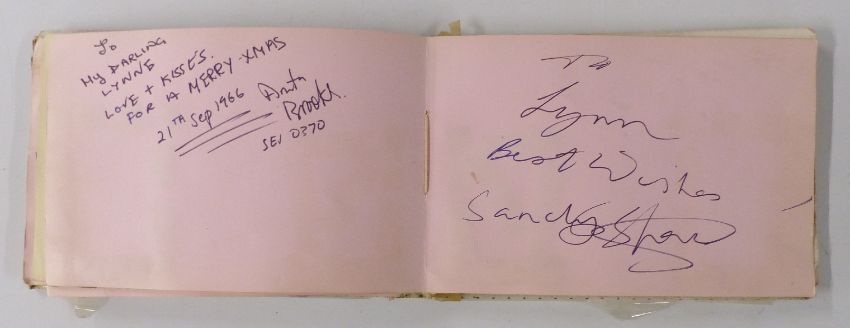 To
My DARLING
LYNNE
LOVE + KISSES.
FOR A MERRY XMAS
21TH Sep 1966
Anita
Brooks.
SEV 0370
To
Lynn
Best Wishes
Sandie Shaw